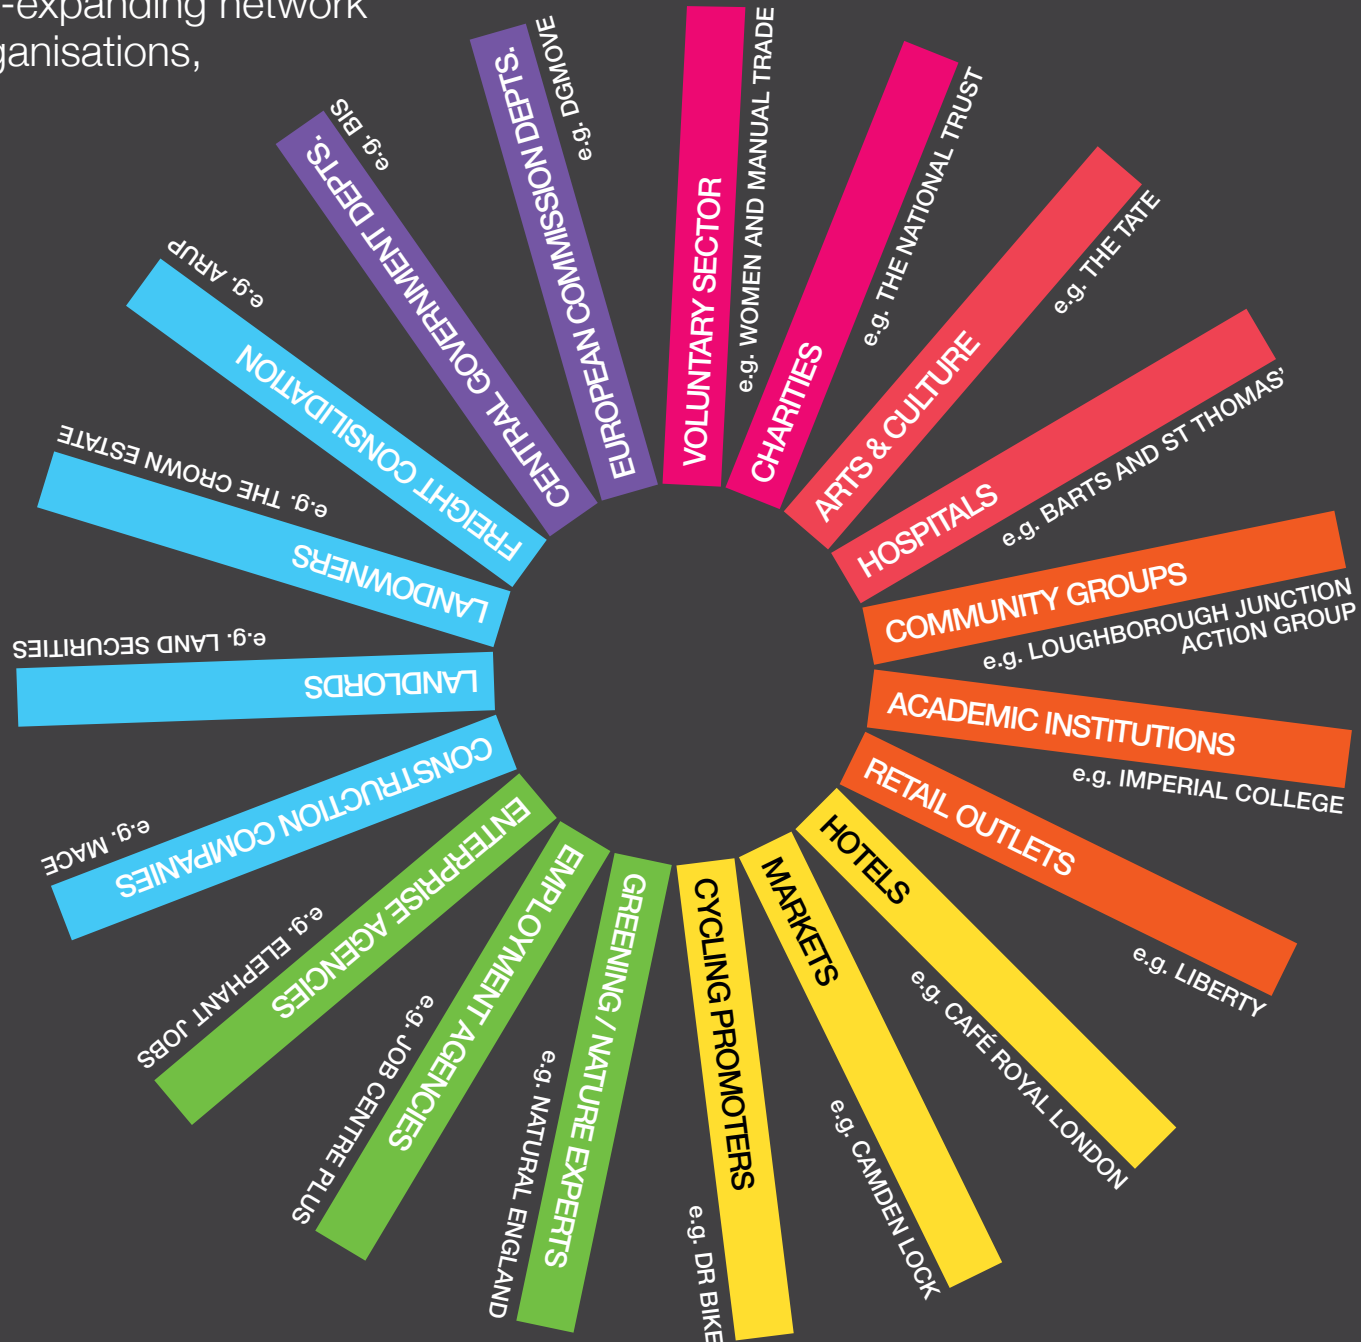 -expanding network
ganisations,
VOLUNTARY SECTOR
e.g. WOMEN AND MANUAL TRADE
CHARITIES
e.g. THE NATIONAL TRUST
ARTS & CULTURE
e.g. THE TATE
HOSPITALS
e.g. BARTS AND ST THOMAS'
COMMUNITY GROUPS
e.g. LOUGHBOROUGH JUNCTION
ACTION GROUP
ACADEMIC INSTITUTIONS
e.g. IMPERIAL COLLEGE
RETAIL OUTLETS
e.g. LIBERTY
HOTELS
e.g. CAFÉ ROYAL LONDON
MARKETS
e.g. CAMDEN LOCK
CYCLING PROMOTERS
e.g. DR BIKE
GREENING / NATURE EXPERTS
e.g. NATURAL ENGLAND
EMPLOYMENT AGENCIES
e.g. JOB CENTRE PLUS
ENTERPRISE AGENCIES
e.g. ELEPHANT JOBS
CONSTRUCTION COMPANIES
e.g. MACE
LANDLORDS
e.g. LAND SECURITIES
LANDOWNERS
e.g. THE CROWN ESTATE
FREIGHT CONSILIDATION
e.g. ARUP
CENTRAL GOVERNMENT DEPTS.
e.g. BIS
EUROPEAN COMMISSION DEPTS.
e.g. DGMOVE